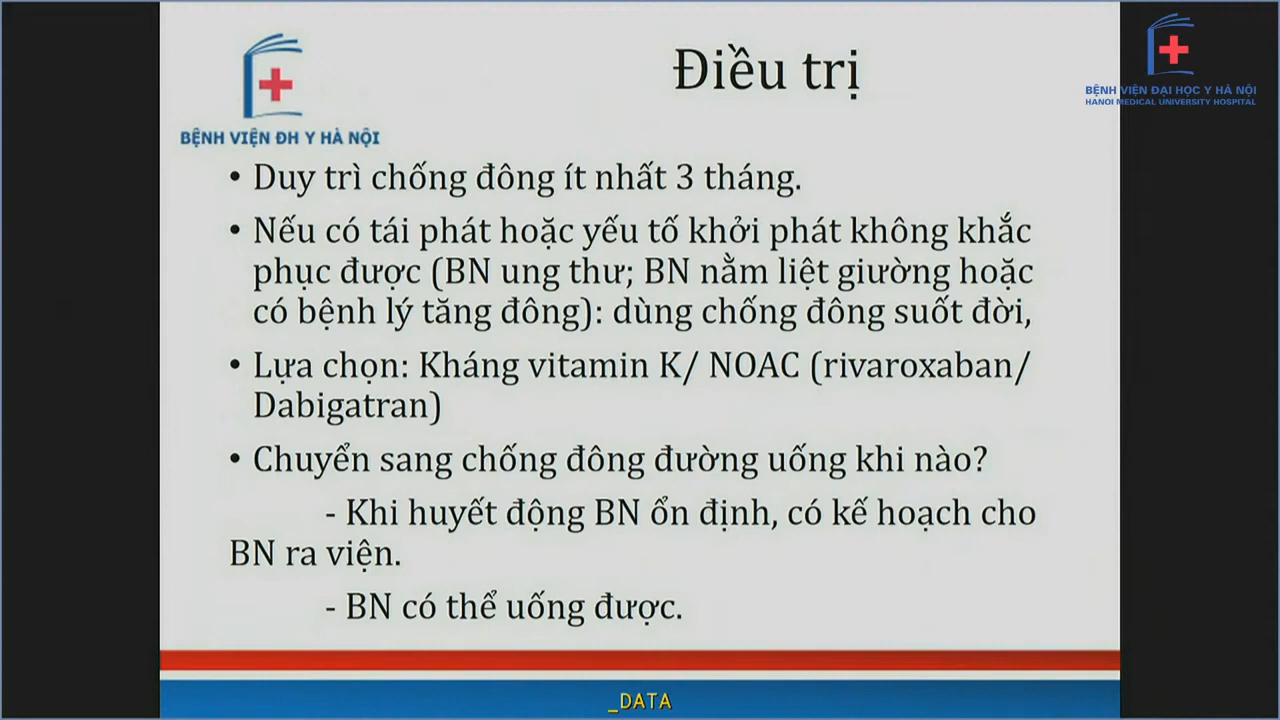 Điều trị
BỆNH VIỆN ĐẠI HỌC Y HÀ NỘI
HANOI MEDICAL UNIVERSITY HOSPITAL
BỆNH VIỆN ĐH Y HÀ NỘI
• Duy trì chống đông ít nhất 3 tháng.
• Nếu có tái phát hoặc yếu tố khởi phát không khắc
phục được (BN ung thư; BN nằm liệt giường hoặc
có bệnh lý tăng đông): dùng chống đông suốt đời,
• Lựa chọn: Kháng vitamin K/ NOAC (rivaroxaban/
Dabigatran)
• Chuyển sang chống đông đường uống khi nào?
- Khi huyết động BN ổn định, có kế hoạch cho
BN ra viện.
- BN có thể uống được.
_DATA